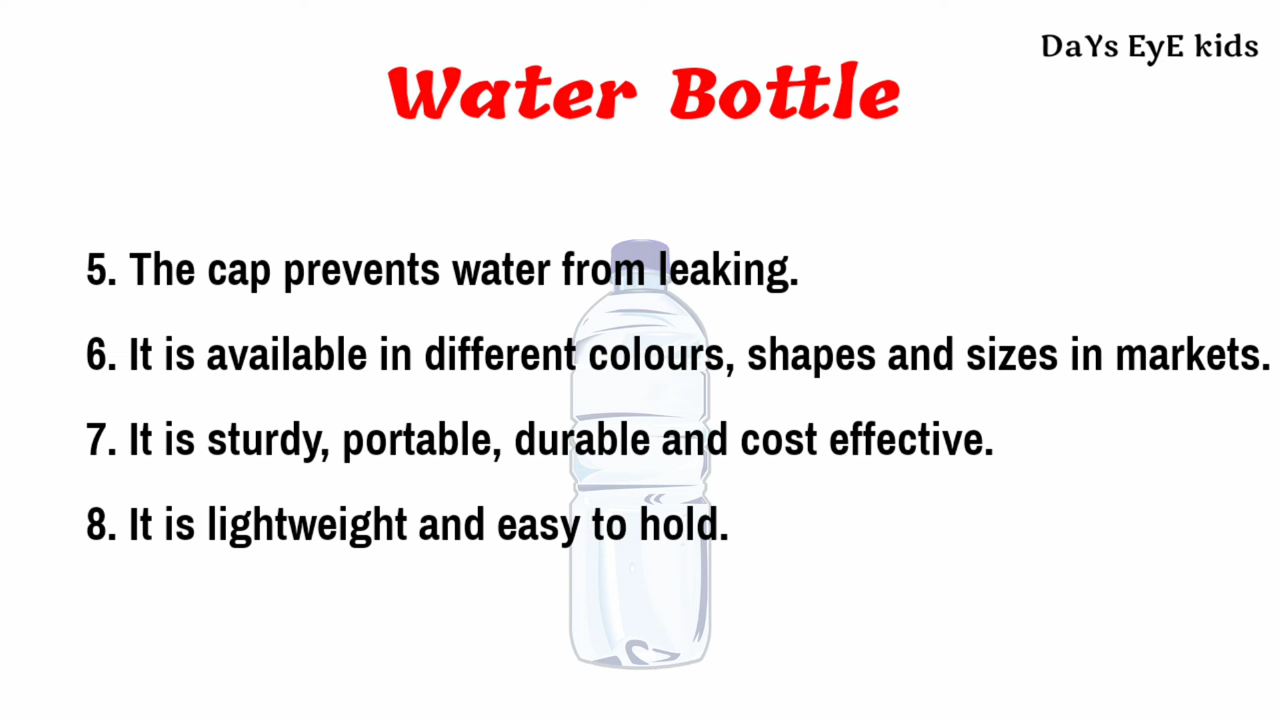 DaYs EyE kids
Water Bottle
5. The cap prevents water from leaking.
6. It is available in different colours, shapes and sizes in markets.
7. It is sturdy, portable, durable and cost effective.
8. It is lightweight and easy to hold.